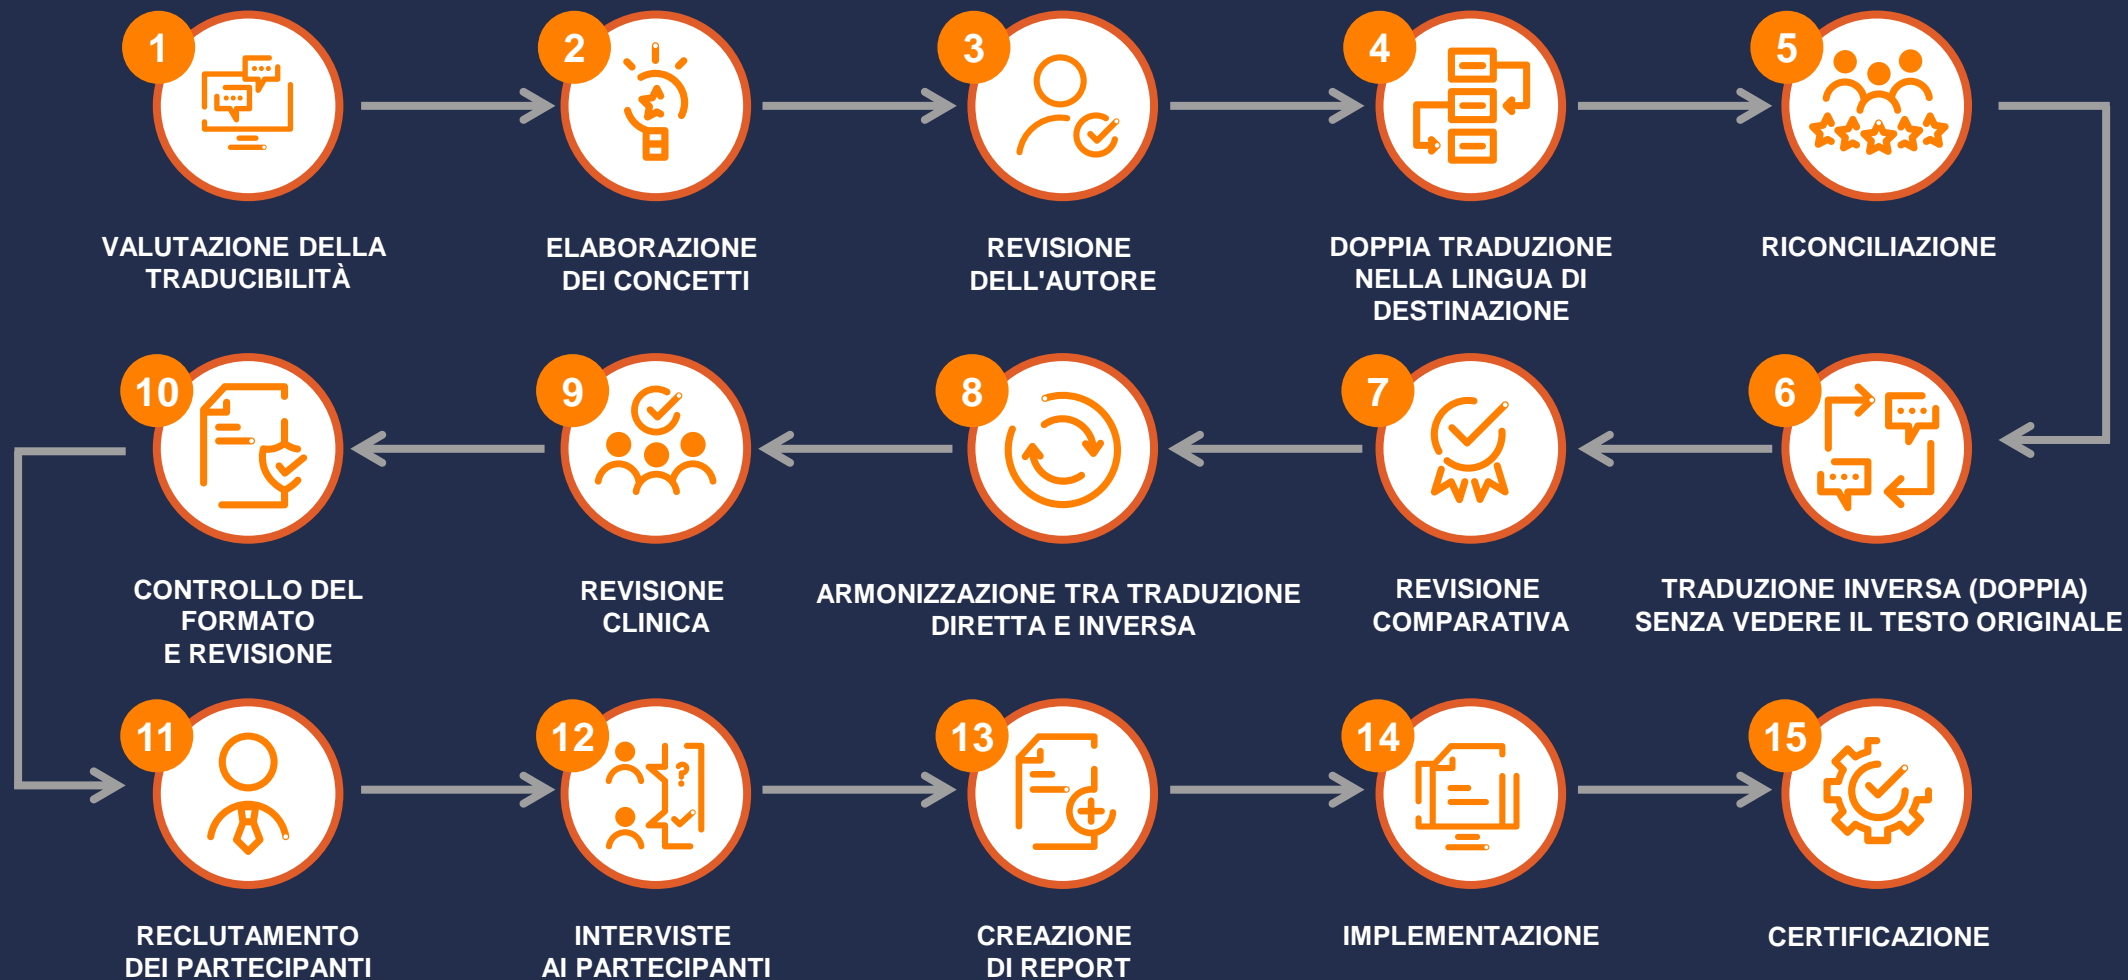 1
VALUTAZIONE DELLA
TRADUCIBILITÀ
2
ELABORAZIONE
DEI CONCETTI
3
REVISIONE
DELL'AUTORE
4
DOPPIA TRADUZIONE
NELLA LINGUA DI
DESTINAZIONE
5
RICONCILIAZIONE
6
TRADUZIONE INVERSA (DOPPIA)
SENZA VEDERE IL TESTO ORIGINALE
7
REVISIONE
COMPARATIVA
8
ARMONIZZAZIONE TRA TRADUZIONE
DIRETTA E INVERSA
9
REVISIONE
CLINICA
10
CONTROLLO DEL
FORMATO
E REVISIONE
11
RECLUTAMENTO
DEI PARTECIPANTI
12
?
INTERVISTE
AI PARTECIPANTI
13
CREAZIONE
DI REPORT
14
IMPLEMENTAZIONE
15
CERTIFICAZIONE